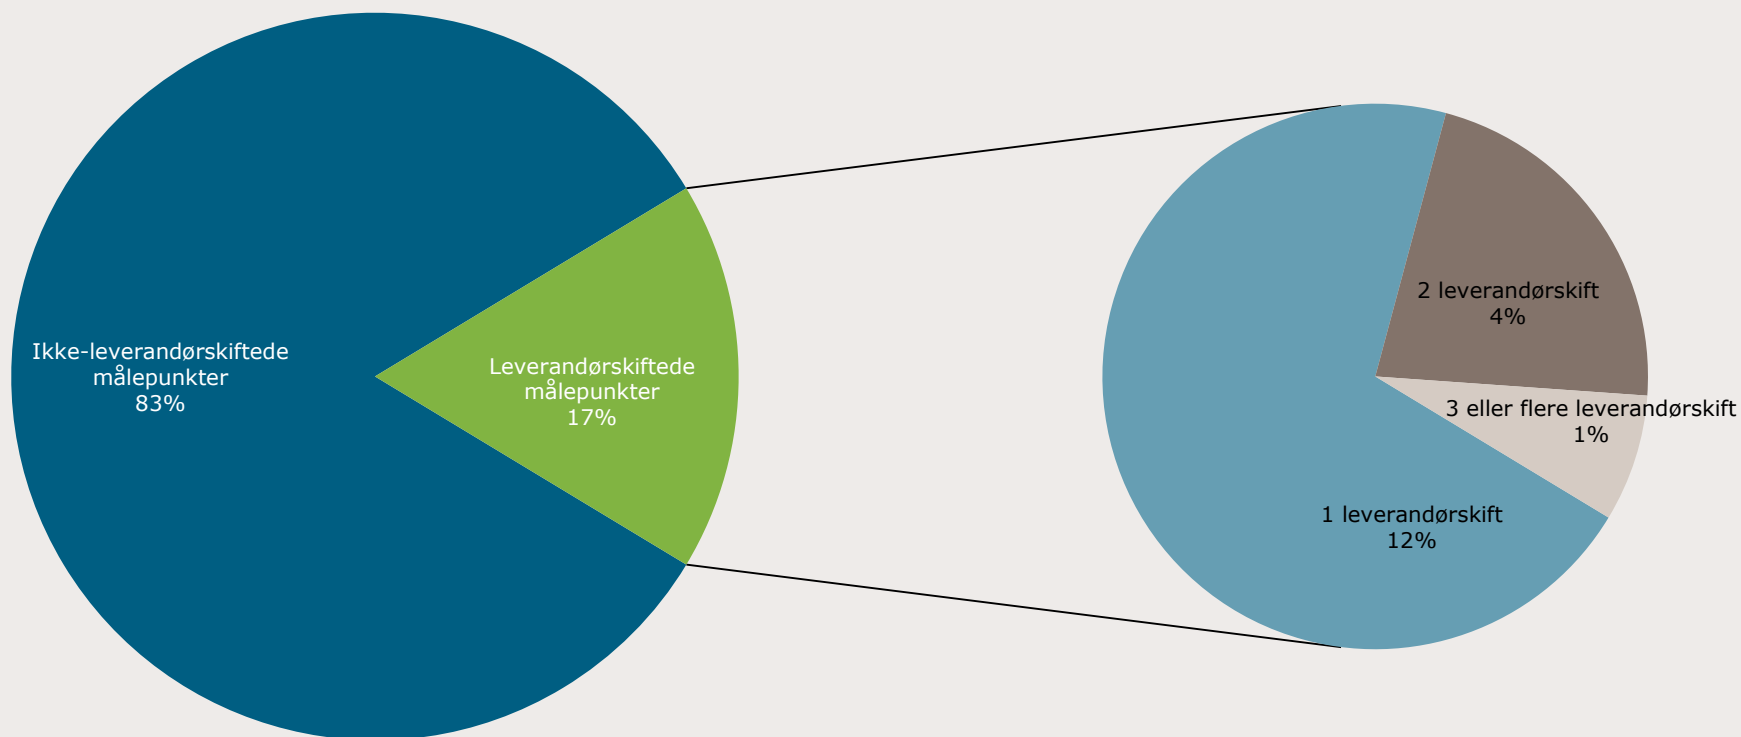 Ikke-leverandørskiftede
målepunkter
83%
Leverandørskiftede
målepunkter
17%
2 leverandørskift
4%
3 eller flere leverandørskift
1%
1 leverandørskift
12%